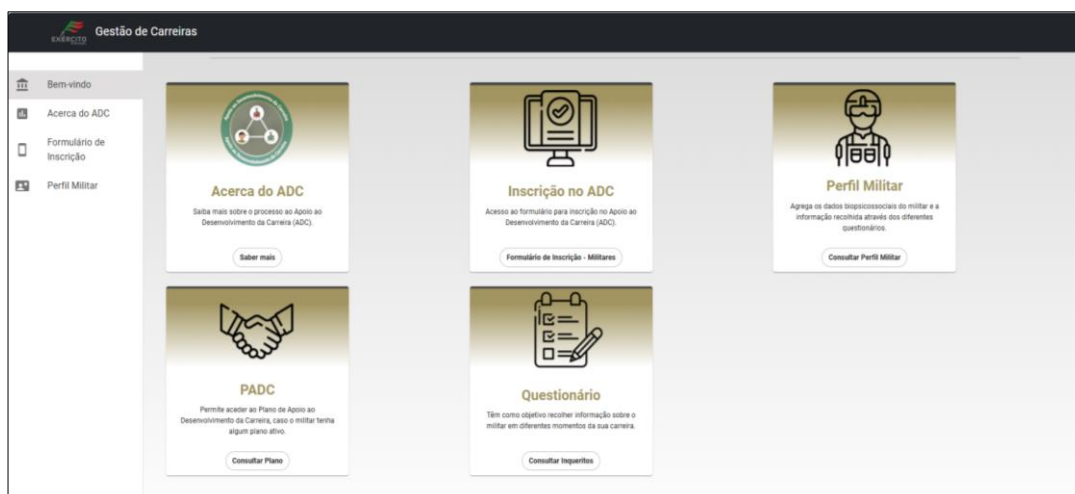 EXÉRCITO
Gestão de Carreiras
Bem-vindo
Acerca do ADC
Formulário de
Inscrição
Perfil Militar
Acerca do ADC
Saiba mais sobre o processo ao Apoio ao
Desenvolvimento da Carreira (ADC).
Saber mais
Inscrição no ADC
Acesso ao formulário para inscrição no Apoio ao
Desenvolvimento da Carreira (ADC).
Formulário de Inscrição - Militares
Perfil Militar
Agrega os dados biopsicossociais do militar e a
informação recolhida através dos diferentes
questionários.
Consultar Perfil Militar
PADC
Permite aceder ao Plano de Apoio ao
Desenvolvimento da Carreira, caso o militar tenha
algum plano ativo.
Consultar Plano
Questionário
Têm como objetivo recolher informação sobre o
militar em diferentes momentos da sua carreira.
Consultar Inqueritos